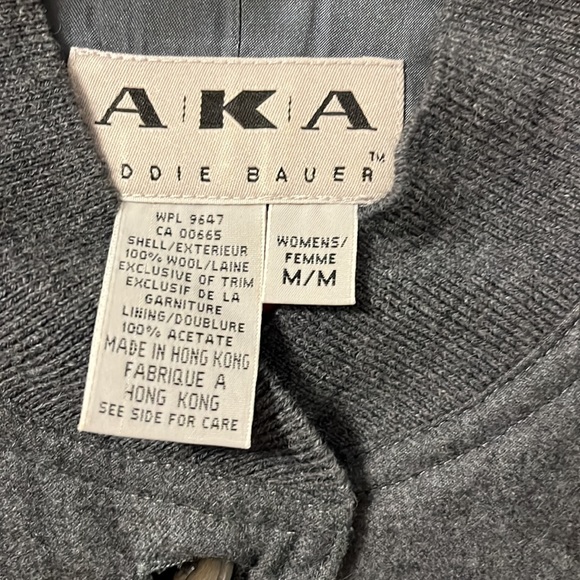 A|K|A
DDIE BAUER™
WPL 9647
CA 00665
SHELL/EXTERIEUR
100% WOOL/LAINE
EXCLUSIVE OF TRIM
EXCLUSIF DE LA
GARNITURE
LINING/DOUBLURE
100% ACETATE
MADE IN HONG KONG
FABRIQUE A
HONG KONG
SEE SIDE FOR CARE
WOMENS/
FEMME
M/M